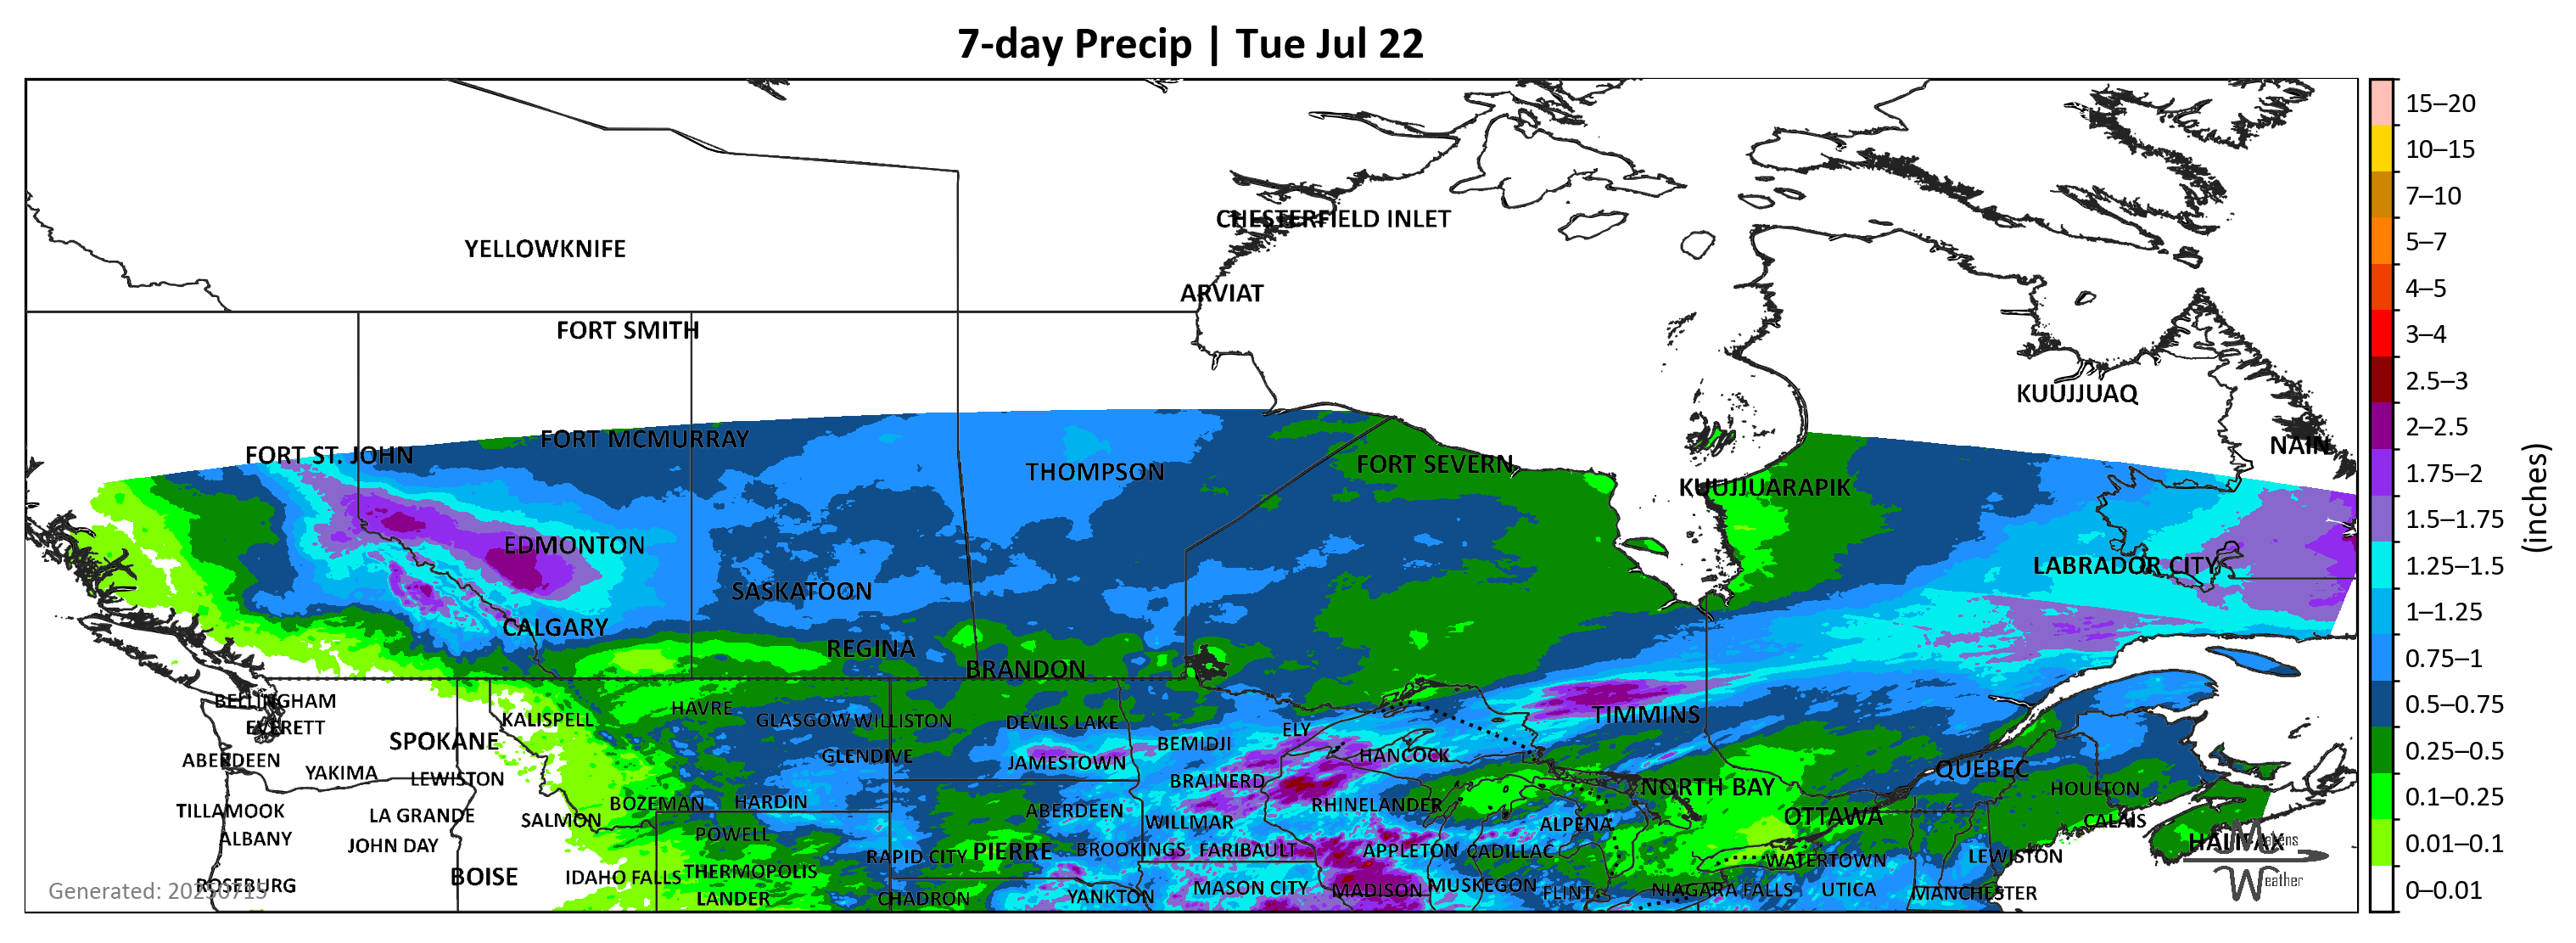 7-day Precip | Tue Jul 22
CHESTERFIELD INLET
YELLOWKNIFE
ARVIAT
FORT SMITH
KUUJJUAQ
FORT MCMURRAY
NAIN
FORT ST. JOHN
THOMPSON
FORT SEVERN
KUUJJUARAPIK
EDMONTON
LABRADOR CITY
SASKATOON
CALGARY
REGINA
BRANDON
BELLINGHAM
KALISPELL
HAVRE
GLASGOW WILLISTON
DEVILS LAKE
TIMMINS
EVERETT
SPOKANE
ELY
BEMIDJI
ABERDEEN
GLENDIVE
JAMESTOWN
HANCOCK
YAKIMA
LEWISTON
BRAINERD
QUÉBEC
NORTH BAY
HOULTON
TILLAMOOK
LA GRANDE
SALMON
BOZEMAN
HARDIN
ABERDEEN
WILLMAR
RHINELANDER
ALPENA
OTTAWA
CALAIS
ALBANY
JOHN DAY
POWELL
RAPID CITY
PIERRE
BROOKINGS
FARIBAULT
APPLETON
CADILLAC
WATERTOWN
LEWISTON
HALIFAX
BOISE
IDAHO FALLS
THERMOPOLIS
ROSEBURG
LANDER
CHADRON
YANKTON
MASON CITY
MADISON
MUSKEGON
FLINT
NIAGARA FALLS
UTICA
MANCHESTER
Generated: 20250715
Weather
15–20
10–15
7–10
5–7
4–5
3–4
2.5–3
2–2.5
1.75–2
1.5–1.75
1.25–1.5
1–1.25
0.75–1
0.5–0.75
0.25–0.5
0.1–0.25
0.01–0.1
0–0.01
(inches)